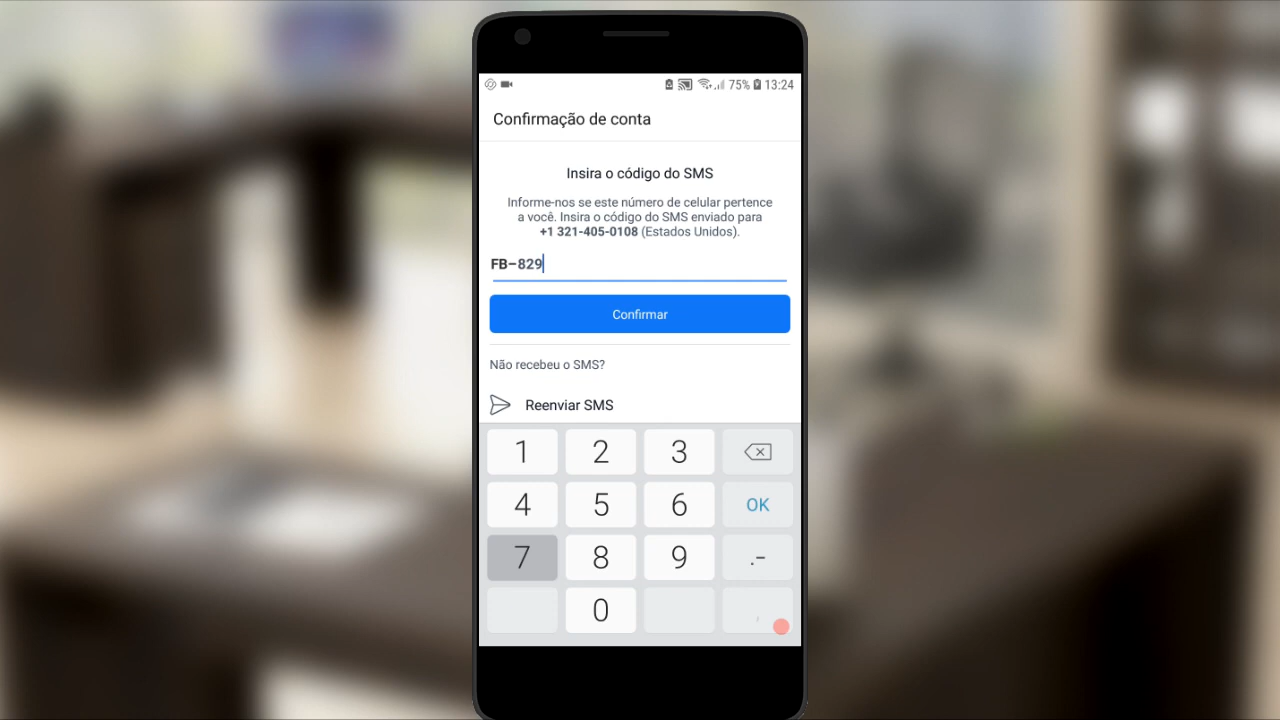 75% 13:24
Confirmação de conta
Insira o código do SMS
Informe-nos se este número de celular pertence
a você. Insira o código do SMS enviado para
+1 321-405-0108 (Estados Unidos).
FB-829
Confirmar
Não recebeu o SMS?
Reenviar SMS
1 2 3
4 5 6 OK
7 8 9 .-
0 ,